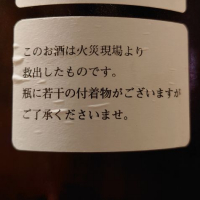 このお酒は火災現場より
救出したものです。
瓶に若干の付着物がございますが
ご了承くださいませ。